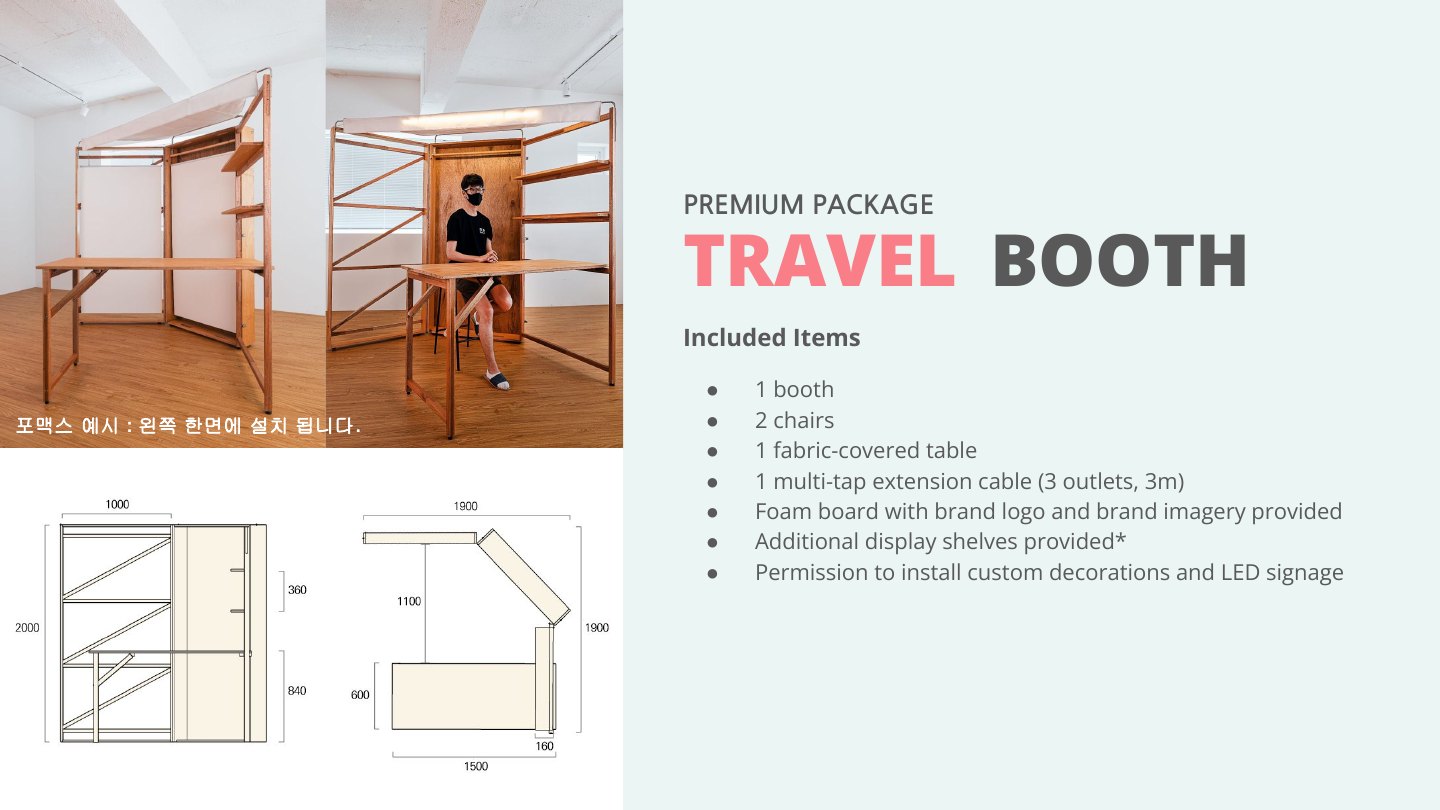 포맥스 예시 : 왼쪽 한면에 설치 됩니다.
1000
2000
360
840
1900
1100
1900
600
160
1500
PREMIUM PACKAGE
TRAVEL BOOTH
Included Items
● 1 booth
● 2 chairs
● 1 fabric-covered table
● 1 multi-tap extension cable (3 outlets, 3m)
● Foam board with brand logo and brand imagery provided
● Additional display shelves provided*
● Permission to install custom decorations and LED signage